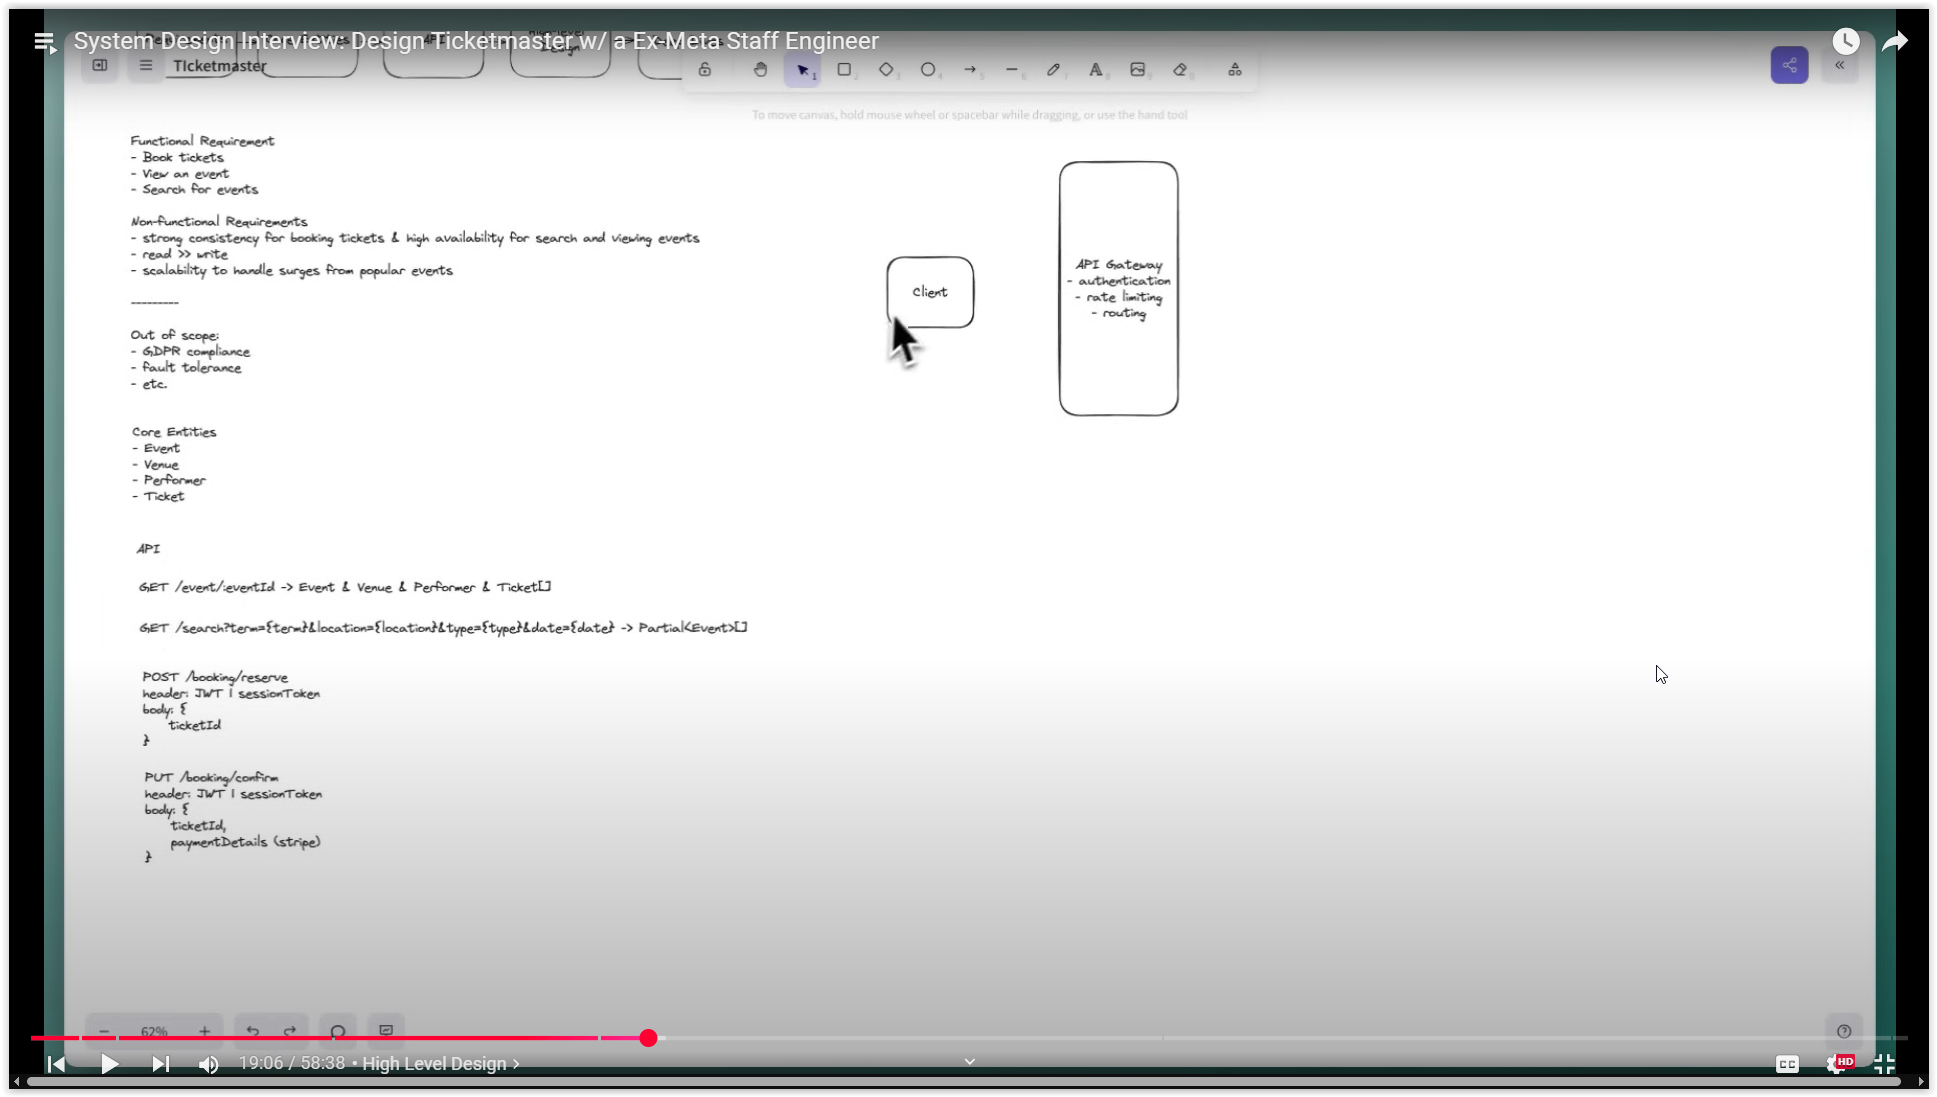 System Design Interview: Design Ticketmaster w/ a Ex-Meta Staff Engineer
TIcketmaster
To move canvas, hold mouse wheel or spacebar while dragging, or use the hand tool
Functional Requirement
- Book tickets
- View an event
- Search for events
Non-functional Requirements
- strong consistency for booking tickets & high availability for search and viewing events
- read >> write
- scalability to handle surges from popular events
----------
Out of scope:
- GDPR compliance
- fault tolerance
- etc.
Core Entities
- Event
- Venue
- Performer
- Ticket
API
GET /event/:eventId -> Event & Venue & Performer & Ticket[]
GET /search?term={term}&location={location}&type={type}&date={date} -> Partial<Event>[]
POST /booking/reserve
header: JWT | sessionToken
body: {
ticketId
}
PUT /booking/confirm
header: JWT | sessionToken
body: {
ticketId,
paymentDetails (stripe)
}
Client
API Gateway
- authentication
- rate limiting
- routing
62%
19:06 / 58:38 • High Level Design >
CC
HD